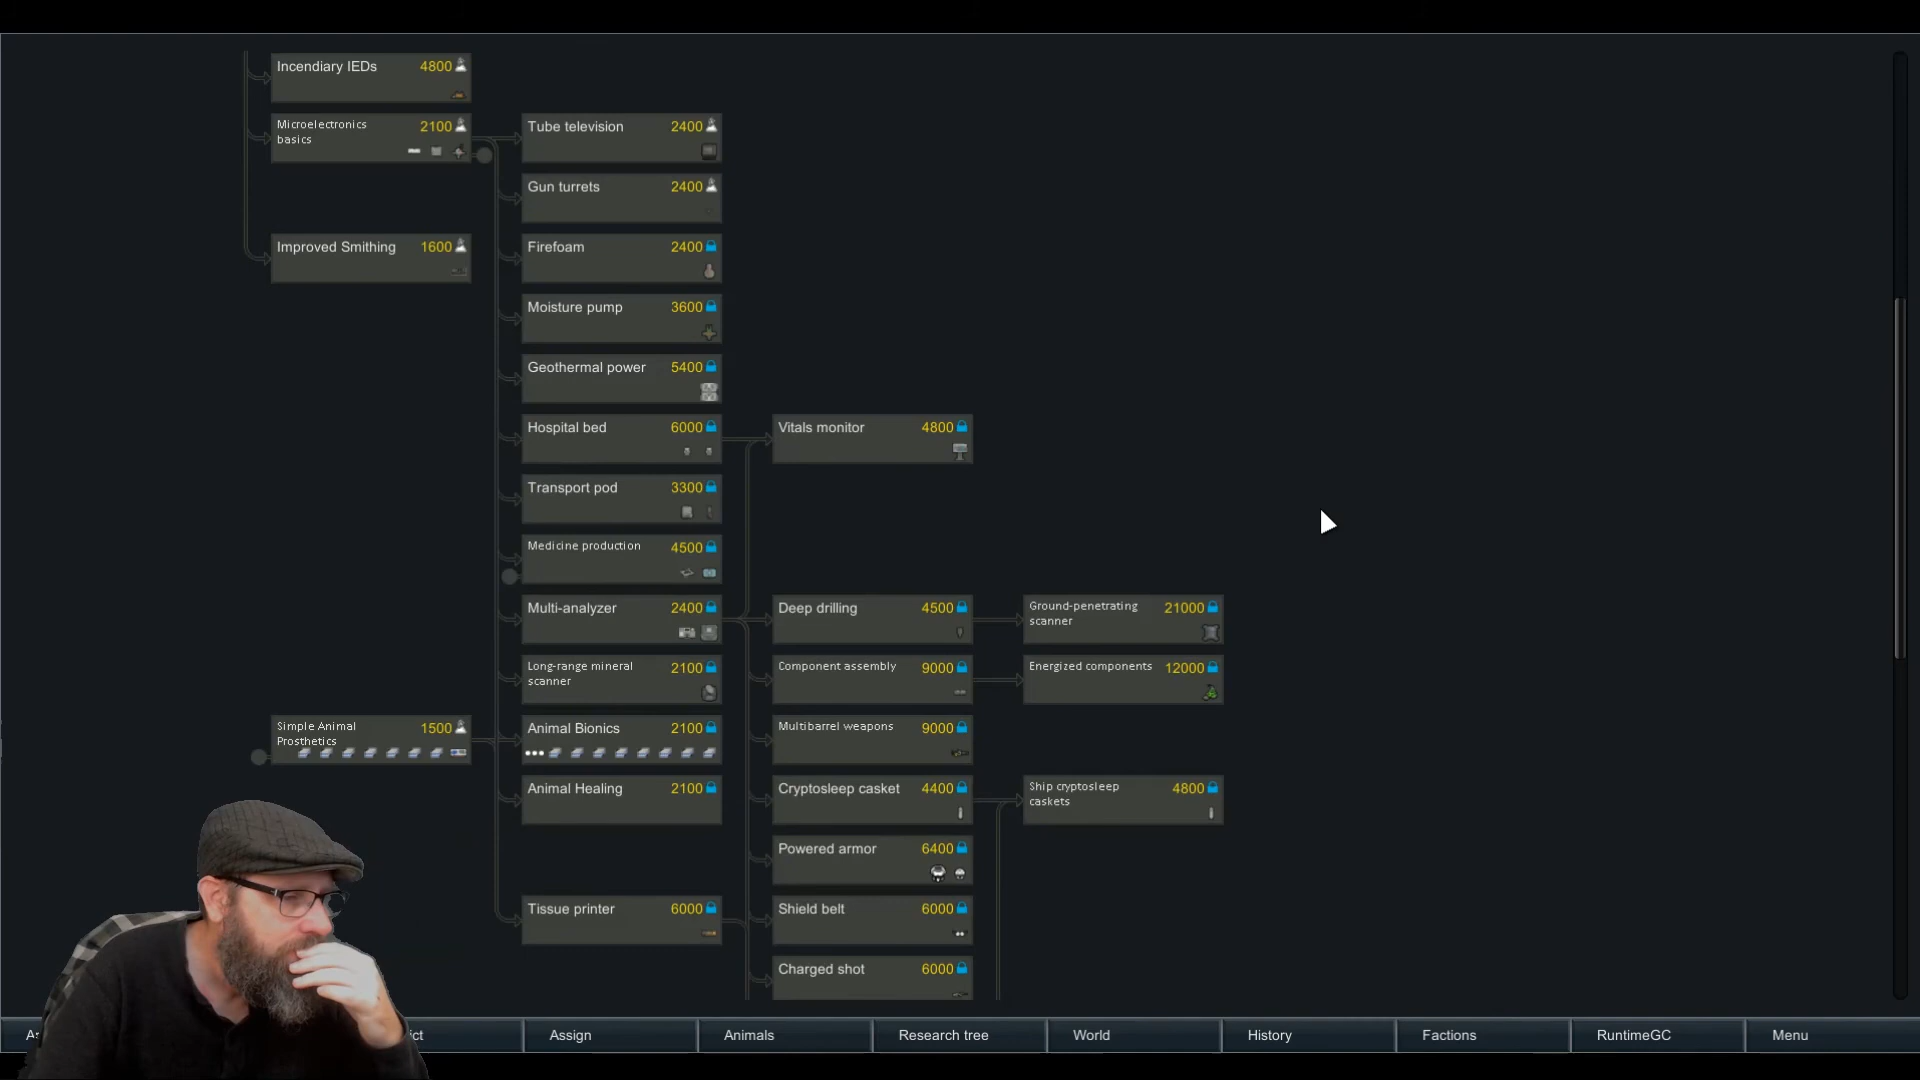 Incendiary IEDs 4800
Microelectronics 2100
basics
Tube television 2400
Gun turrets 2400
Improved Smithing 1600
Firefoam 2400
Moisture pump 3600
Geothermal power 5400
Hospital bed 6000
Vitals monitor 4800
Transport pod 3300
Medicine production 4500
Multi-analyzer 2400
Deep drilling 4500
Ground-penetrating 21000
scanner
Long-range mineral 2100
scanner
Component assembly 9000
Energized components 12000
Simple Animal 1500
Prosthetics
Animal Bionics 2100
Multibarrel weapons 9000
Animal Healing 2100
Cryptosleep casket 4400
Ship cryptosleep 4800
caskets
Powered armor 6400
Tissue printer 6000
Shield belt 6000
Charged shot 6000
Assign Animals Research tree World History Factions RuntimeGC Menu